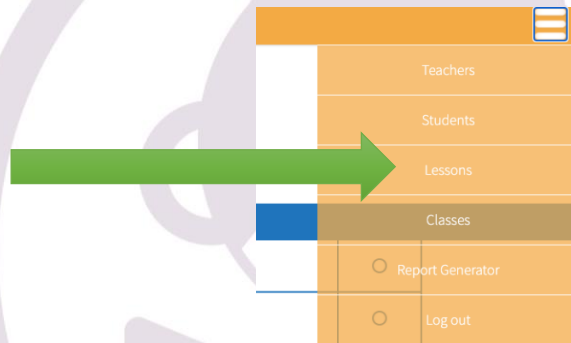 Teachers
Students
Lessons
Classes
Report Generator
Log out